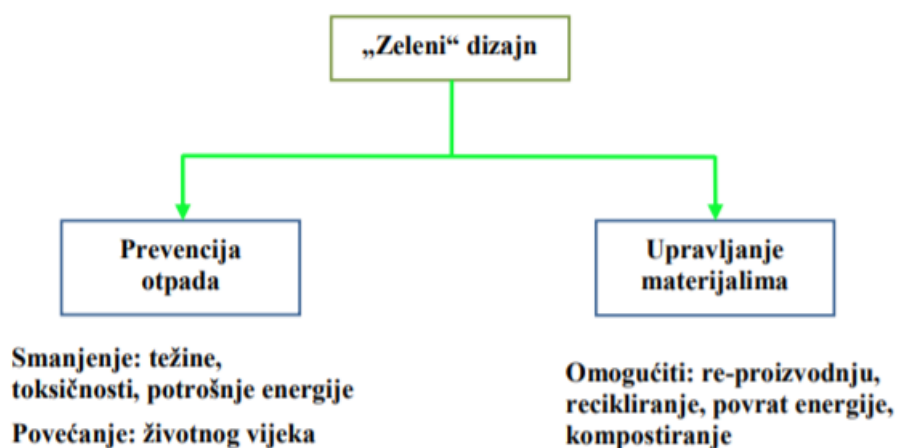 „Zeleni“ dizajn
Prevencija
otpada
Upravljanje
materijalima
Smanjenje: težine,
toksičnosti, potrošnje energije
Povećanje: životnog vijeka
Omogućiti: re-proizvodnju,
recikliranje, povrat energije,
kompostiranje